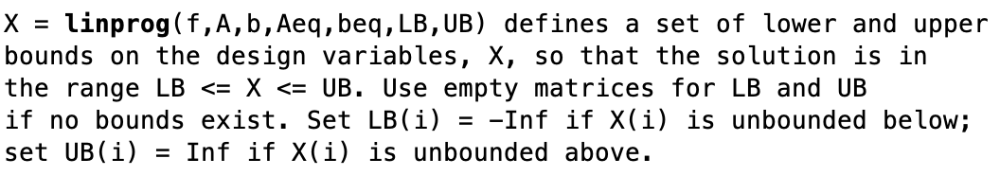 X = linprog(f,A,b,Aeq,beq,LB,UB) defines a set of lower and upper
bounds on the design variables, X, so that the solution is in
the range LB <= X <= UB. Use empty matrices for LB and UB
if no bounds exist. Set LB(i) = -Inf if X(i) is unbounded below;
set UB(i) = Inf if X(i) is unbounded above.